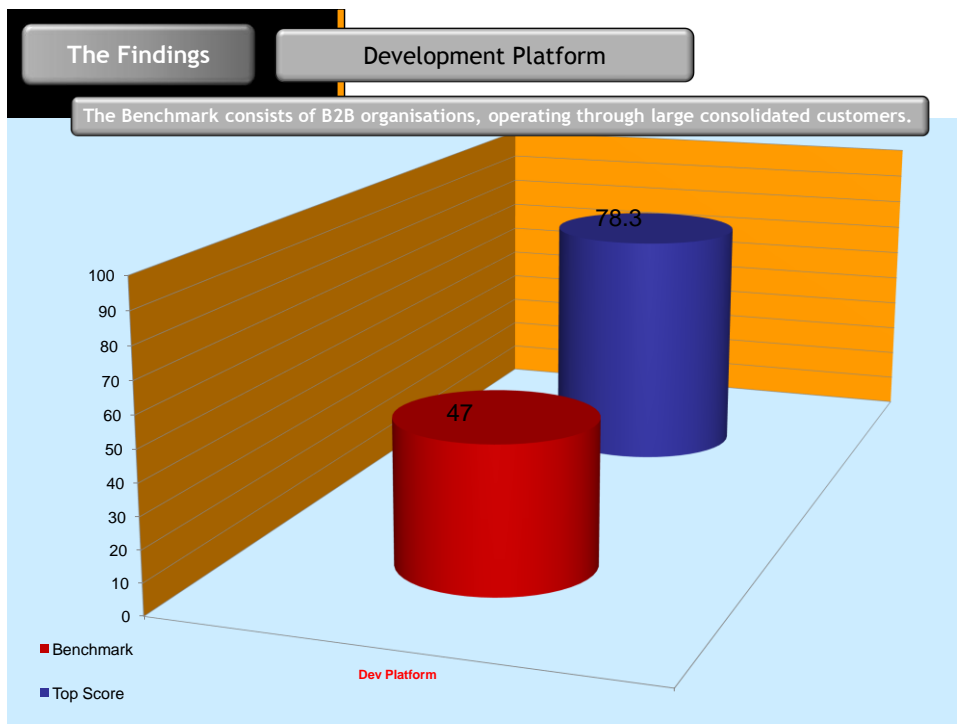 The Findings
Development Platform
The Benchmark consists of B2B organisations, operating through large consolidated customers.
78.3
100
90
80
70
60
50
40
30
20
10
0
47
Benchmark
Dev Platform
Top Score